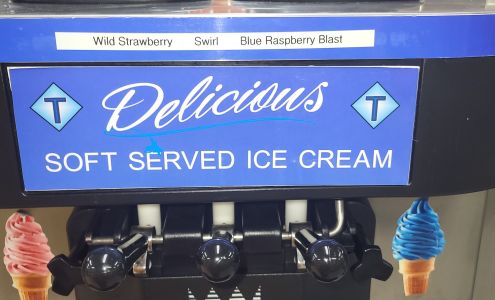 Wild Strawberry Swirl Blue Raspberry Blast
T Delicious T
SOFT SERVED ICE CREAM